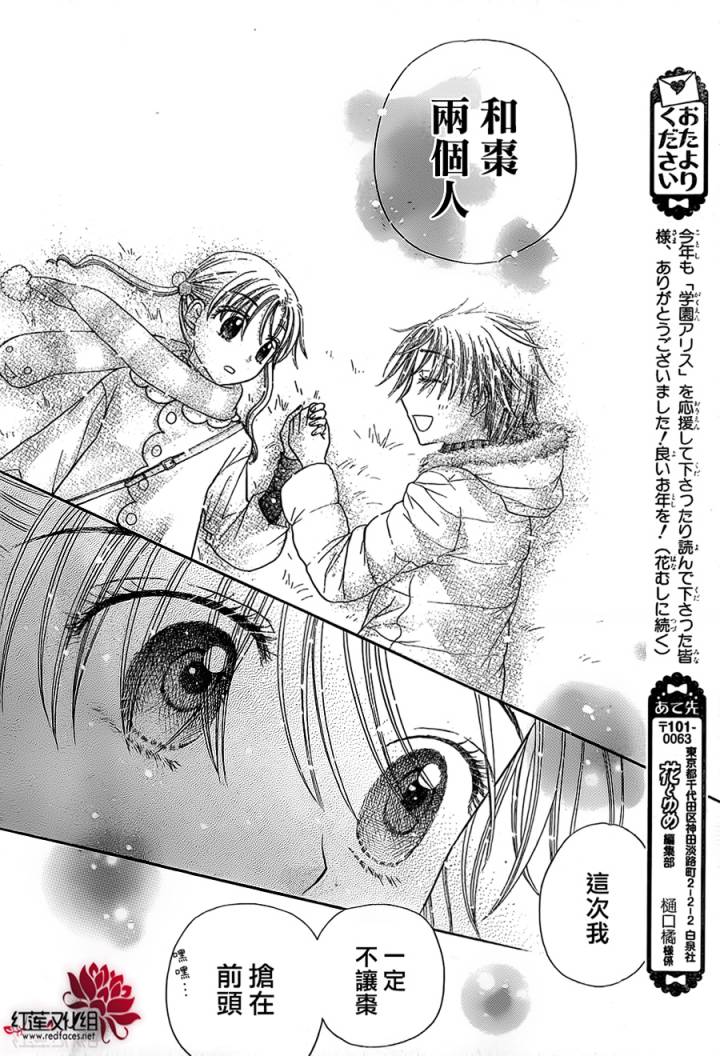 おたより
ください
今年も「学園アリス」を応援して下さったり読んで下さった皆
様、ありがとうございました!良いお年を!(花むしに続く)
あて先
〒101-
0063
東京都千代田区神田淡路町2-2-2 白泉社
花とゆめ 編集部
樋口橘様係
和棗
兩個人
這次我
一定
不讓棗
搶在
前頭
嘿
嘿…
紅蓮汉化组
www.redfaces.net